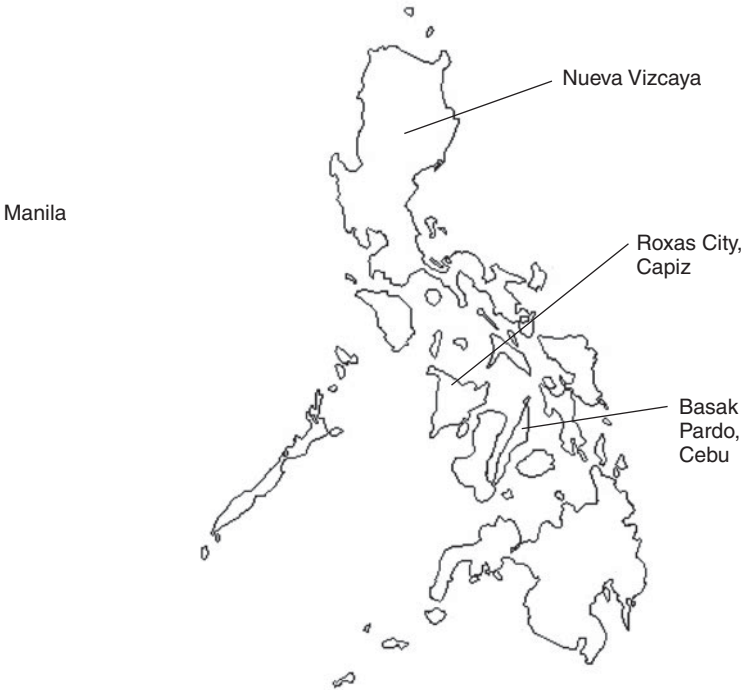 Nueva Vizcaya
Manila
Roxas City,
Capiz
Basak
Pardo,
Cebu